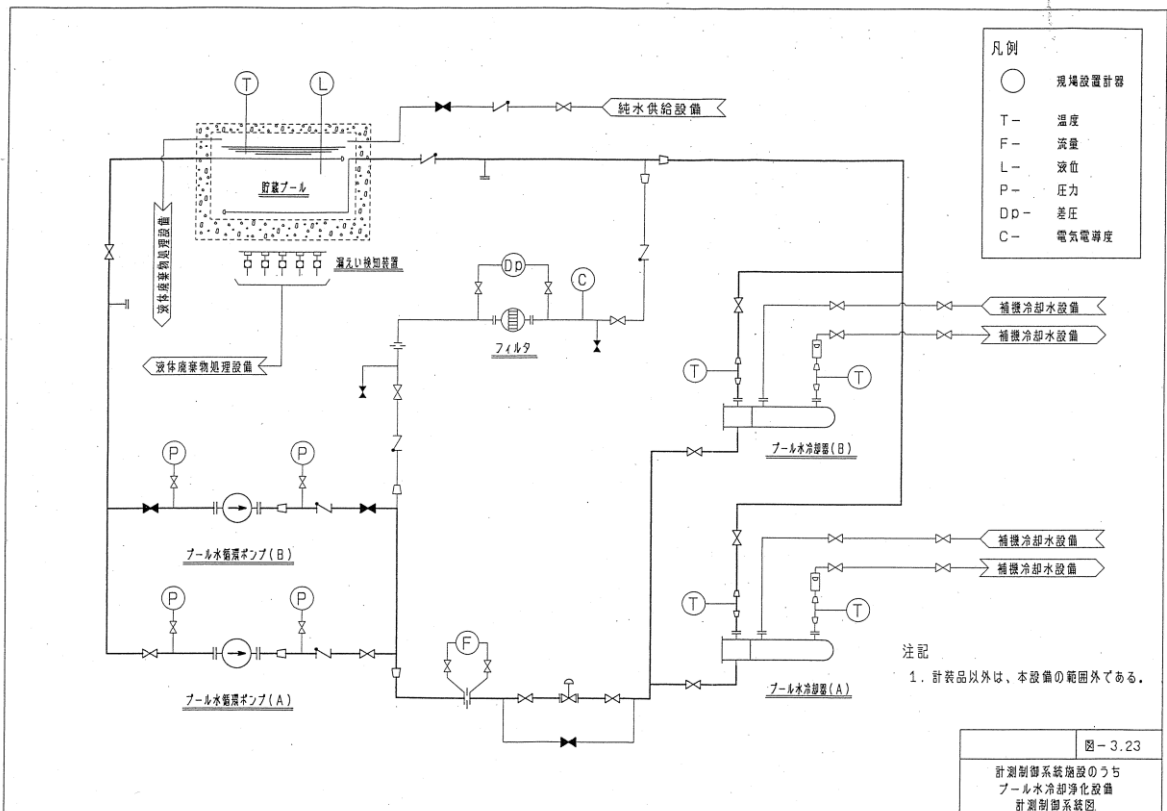 凡例
現場設置計器
T- 温度
F- 流量
L- 液位
P- 圧力
Dp- 差圧
C- 電気電導度
T
L
純水供給設備
貯蔵プール
液体廃棄物処理設備
漏えい検知装置
液体廃棄物処理設備
Dp
C
フィルタ
補機冷却水設備
補機冷却水設備
T
T
プール水冷却器(B)
P
P
プール水循環ポンプ(B)
補機冷却水設備
補機冷却水設備
P
P
T
T
プール水循環ポンプ(A)
F
プール水冷却器(A)
注記
1. 計装品以外は、本設備の範囲外である。
図-3.23
計測制御系統施設のうち
プール水冷却浄化設備
計測制御系統図